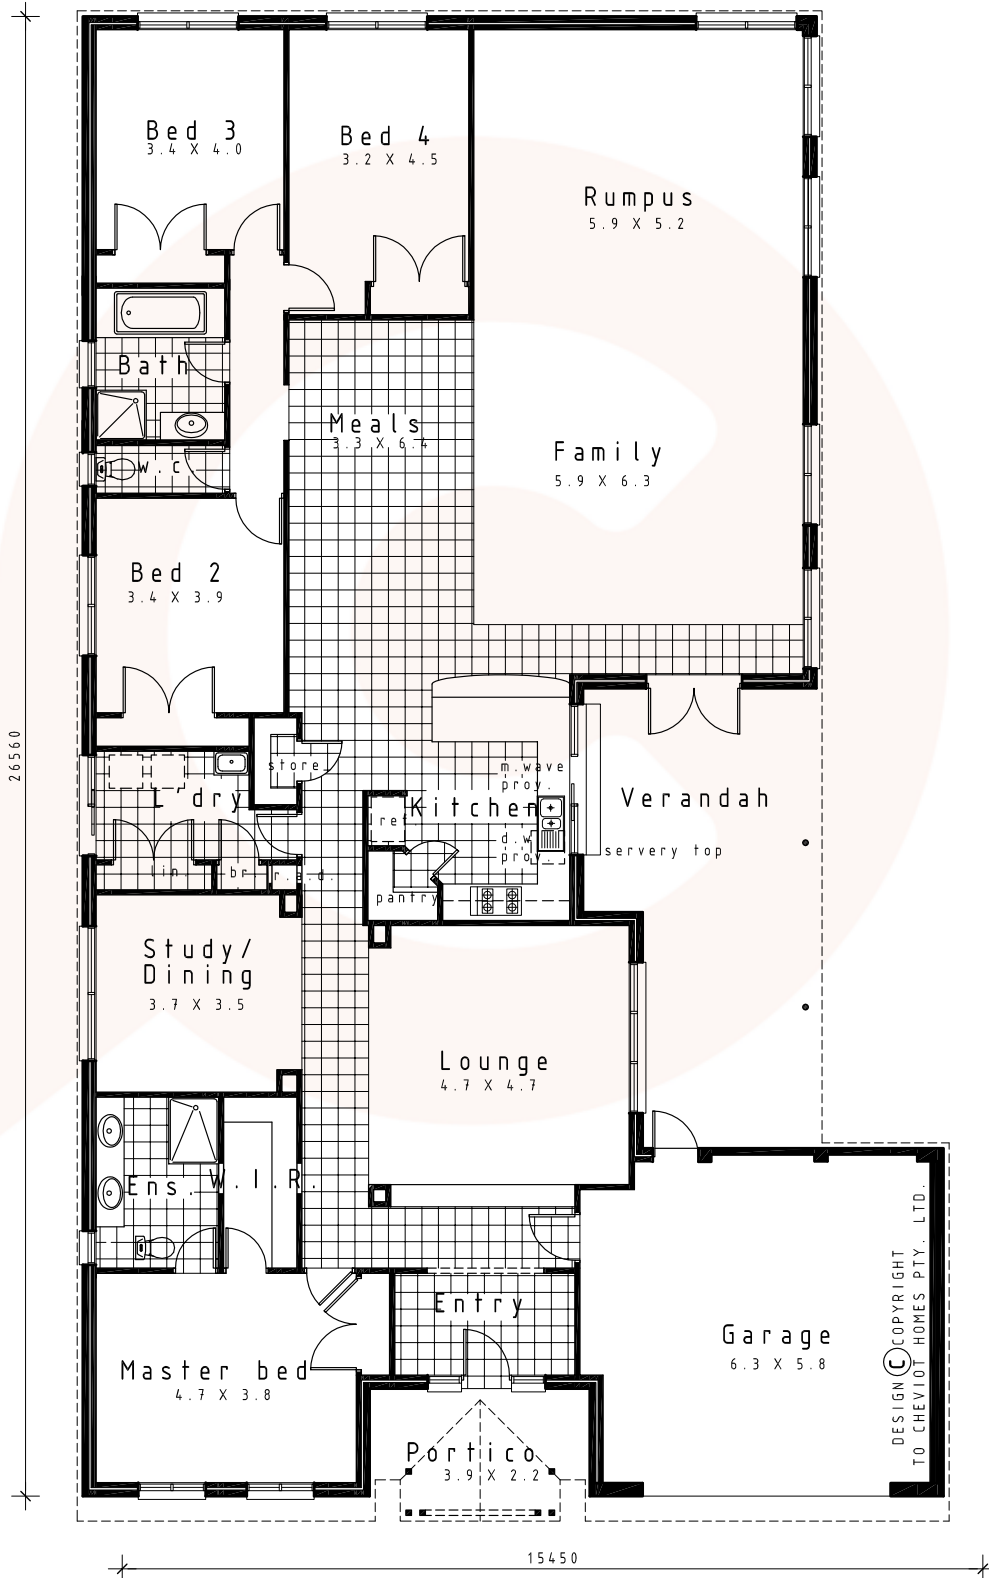 Bed 3
3.4 X 4.0
Bed 4
3.2 X 4.5
Rumpus
5.9 X 5.2
Bath
Meals
3.3 X 6.4
Family
5.9 X 6.3
w.c.
Bed 2
3.4 X 3.9
26560
store
m.wave
prov.
L'dry
Kitchen
Verandah
ref.
d.w
prov.
servery top
lin.
br.
r.a.d.
pantry
Study/
Dining
3.7 X 3.5
Lounge
4.7 X 4.7
Ens.
W.I.R.
Entry
Garage
6.3 X 5.8
DESIGN © COPYRIGHT
TO CHEVIOT HOMES PTY. LTD.
Master bed
4.7 X 3.8
Portico
3.9 X 2.2
15450